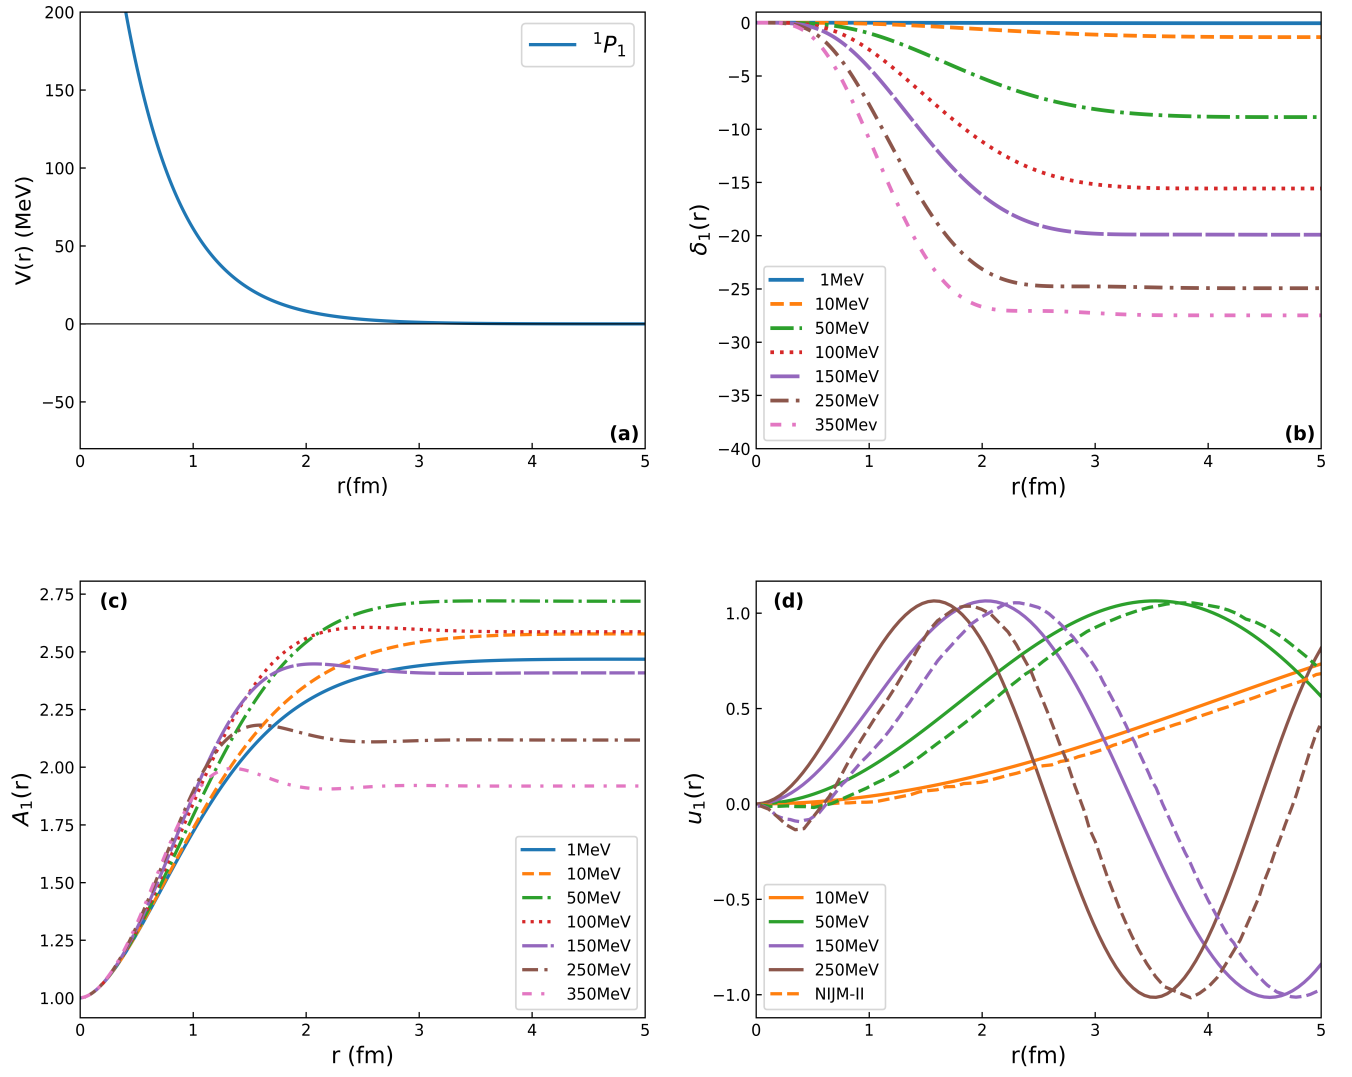 200
150
100
50
0
−50
V(r) (MeV)
¹P₁
(a)
0 1 2 3 4 5
r(fm)
0
−5
−10
−15
−20
−25
−30
−35
−40
δ₁(r)
1MeV
10MeV
50MeV
100MeV
150MeV
250MeV
350Mev
(b)
0 1 2 3 4 5
r(fm)
2.75
2.50
2.25
2.00
1.75
1.50
1.25
1.00
A₁(r)
(c)
1MeV
10MeV
50MeV
100MeV
150MeV
250MeV
350MeV
0 1 2 3 4 5
r (fm)
1.0
0.5
0.0
−0.5
−1.0
u₁(r)
(d)
10MeV
50MeV
150MeV
250MeV
NIJM-II
0 1 2 3 4 5
r(fm)